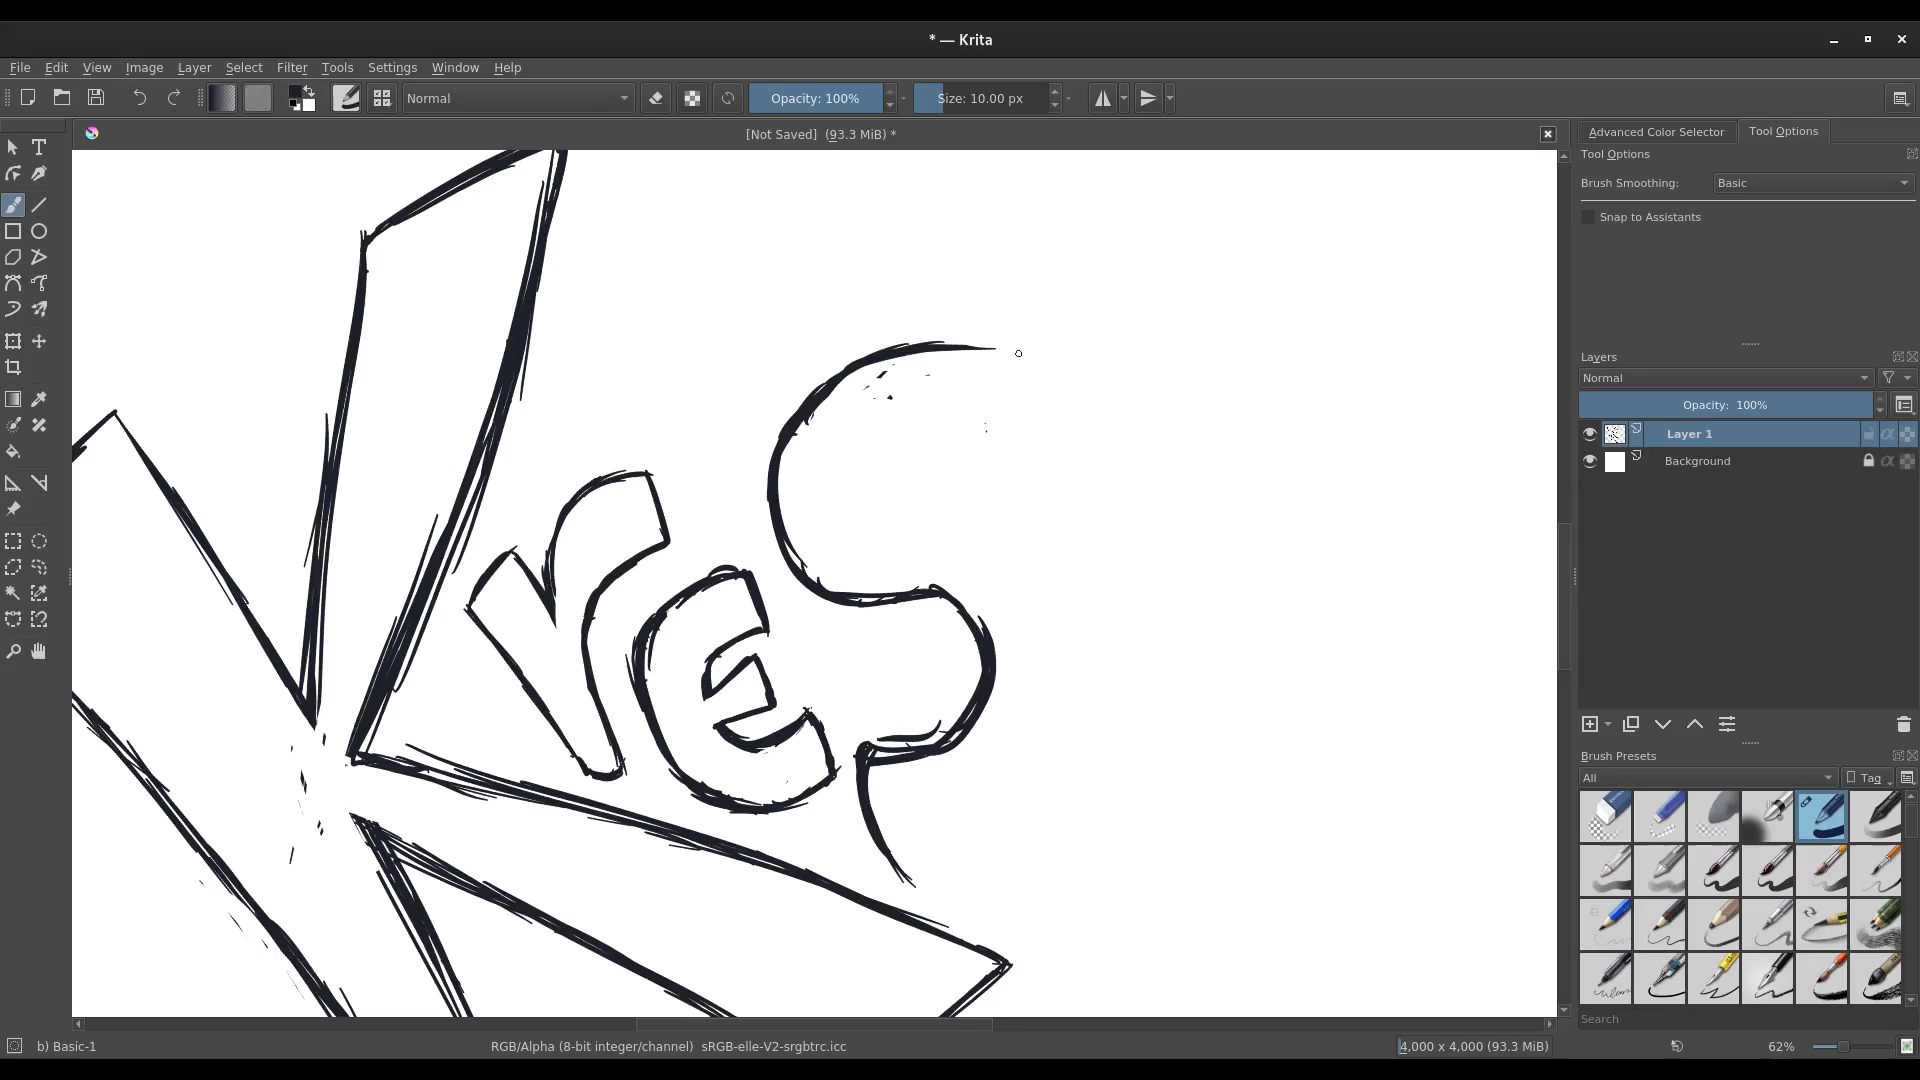 * — Krita
File Edit View Image Layer Select Filter Tools Settings Window Help
Normal Opacity: 100% Size: 10.00 px
[Not Saved] (93.3 MiB) *
Advanced Color Selector Tool Options
Tool Options
Brush Smoothing: Basic
Snap to Assistants
Layers
Normal
Opacity: 100%
Layer 1
Background
Kre
Brush Presets
All Tag
Search
b) Basic-1 RGB/Alpha (8-bit integer/channel) sRGB-elle-V2-srgbtrc.icc 4,000 x 4,000 (93.3 MiB) 62%